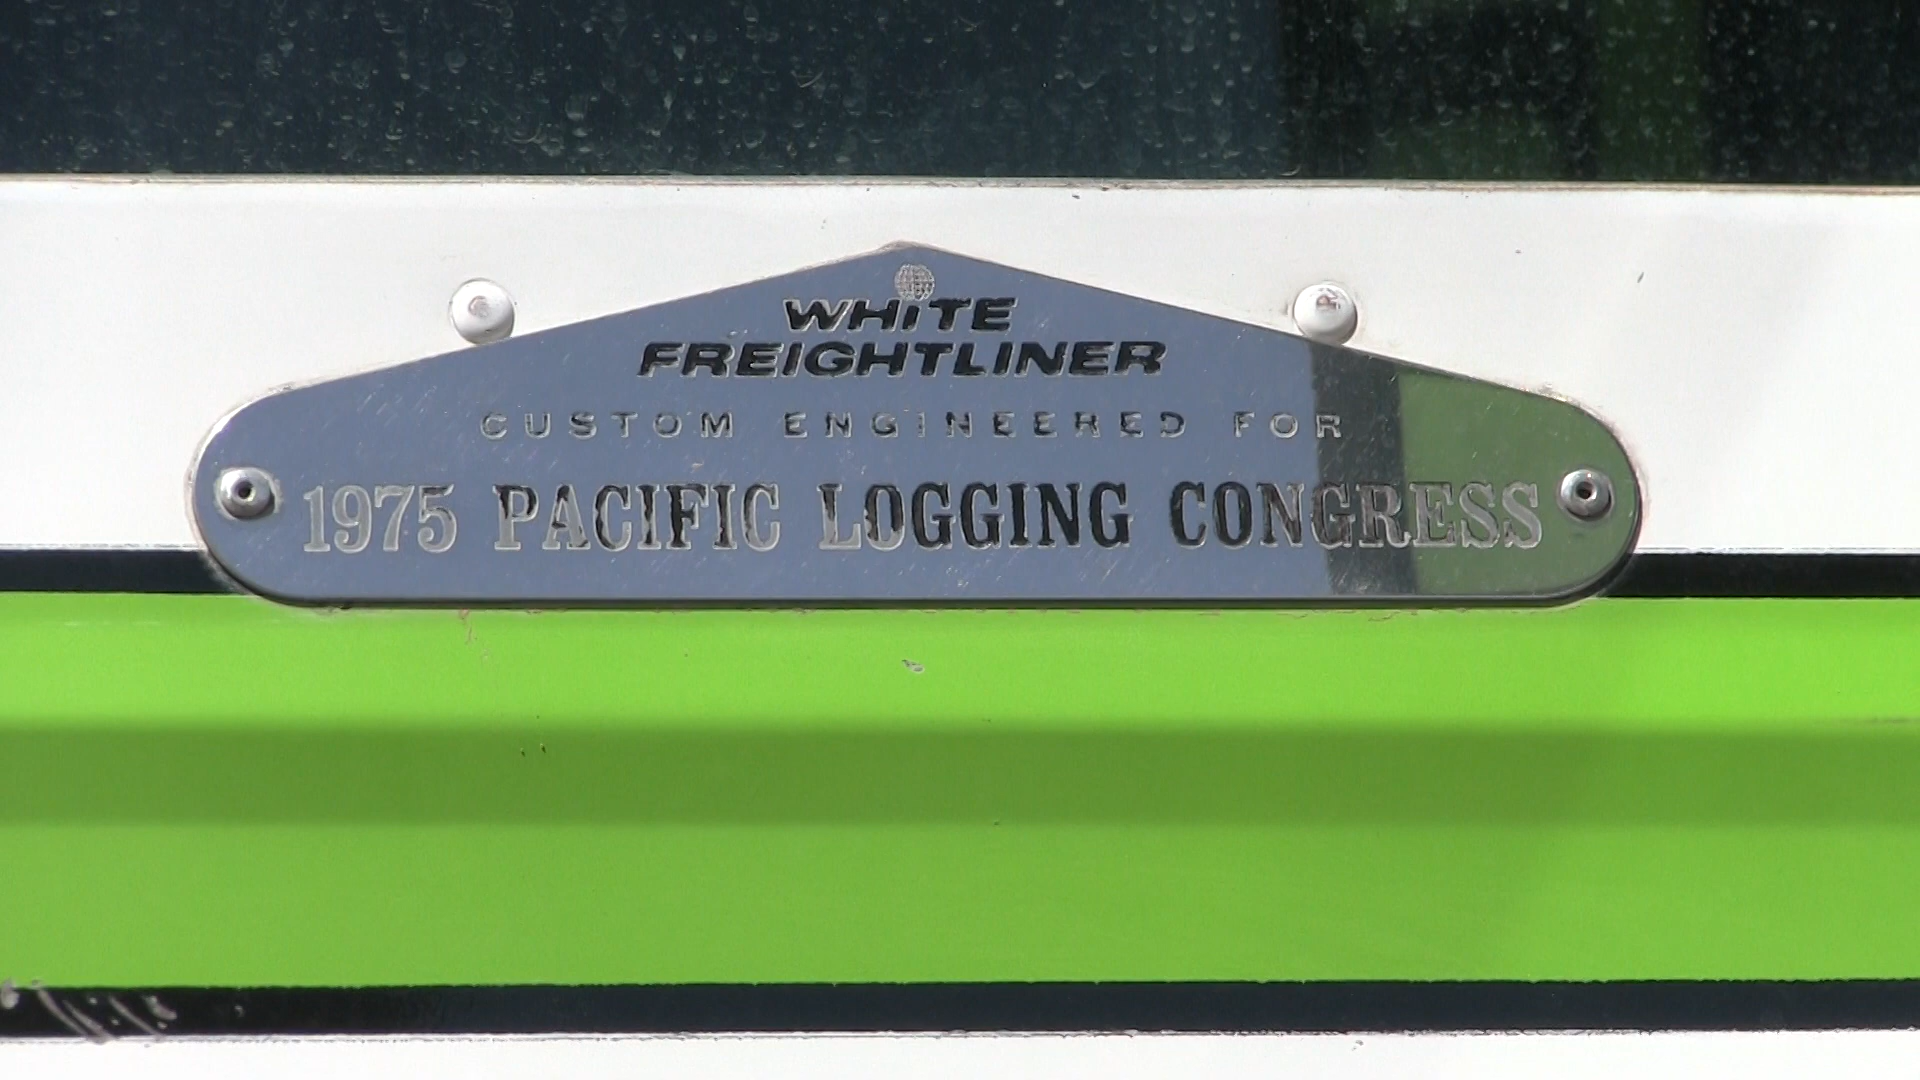 WHITE
FREIGHTLINER
CUSTOM ENGINEERED FOR
1975 PACIFIC LOGGING CONGRESS